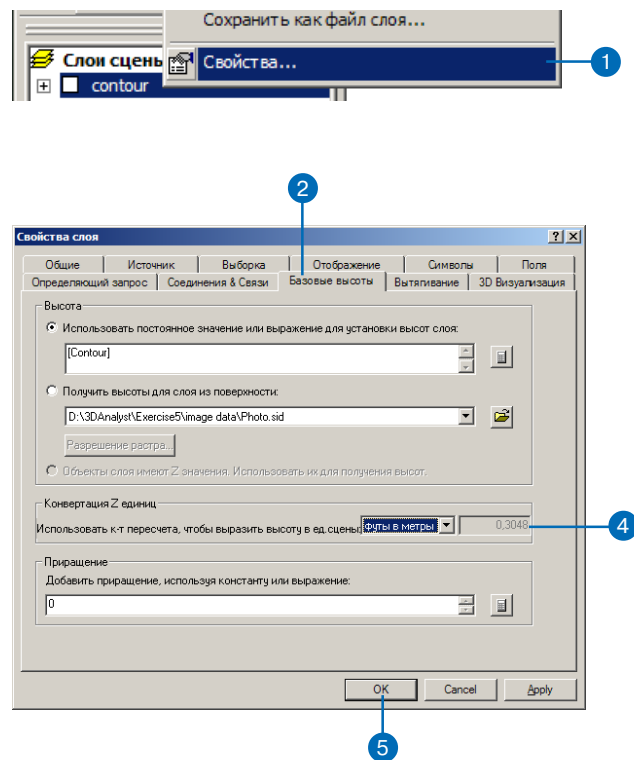 Сохранить как файл слоя...
Слои сцены
Свойства...
1
contour
2
Свойства слоя
Общие Источник Выборка Отображение Символы Поля
Определяющий запрос Соединения & Связи Базовые высоты Вытягивание 3D Визуализация
Высота
Использовать постоянное значение или выражение для установки высот слоя:
[Contour]
Получить высоты для слоя из поверхности:
D:\3DAnalyst\Exercise5\image data\Photo.sid
Разрешение растра...
Объекты слоя имеют Z значения. Использовать их для получения высот.
Конвертация Z единиц
Использовать к-т пересчета, чтобы выразить высоту в ед.сцены: футы в метры 0,3048
4
Приращение
Добавить приращение, используя константу или выражение:
0
OK Cancel Apply
5